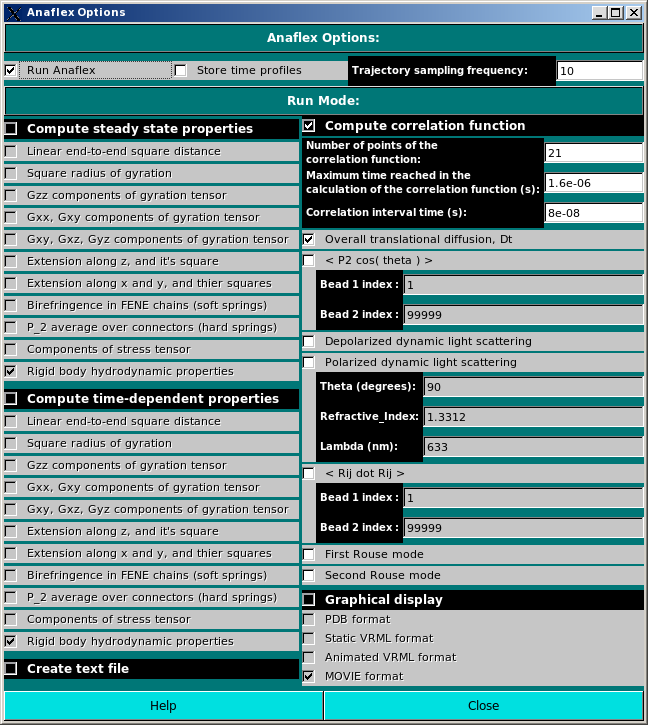 Anaflex Options
Anaflex Options:
Run Anaflex
Store time profiles
Trajectory sampling frequency:
10
Run Mode:
Compute steady state properties
Linear end-to-end square distance
Square radius of gyration
Gzz components of gyration tensor
Gxx, Gxy components of gyration tensor
Gxy, Gxz, Gyz components of gyration tensor
Extension along z, and it's square
Extension along x and y, and thier squares
Birefringence in FENE chains (soft springs)
P_2 average over connectors (hard springs)
Components of stress tensor
Rigid body hydrodynamic properties
Compute time-dependent properties
Linear end-to-end square distance
Square radius of gyration
Gzz components of gyration tensor
Gxx, Gxy components of gyration tensor
Gxy, Gxz, Gyz components of gyration tensor
Extension along z, and it's square
Extension along x and y, and thier squares
Birefringence in FENE chains (soft springs)
P_2 average over connectors (hard springs)
Components of stress tensor
Rigid body hydrodynamic properties
Create text file
Compute correlation function
Number of points of the
correlation function:
21
Maximum time reached in the
calculation of the correlation function (s):
1.6e-06
Correlation interval time (s):
8e-08
Overall translational diffusion, Dt
< P2 cos( theta ) >
Bead 1 index :
1
Bead 2 index :
99999
Depolarized dynamic light scattering
Polarized dynamic light scattering
Theta (degrees):
90
Refractive_Index:
1.3312
Lambda (nm):
633
< Rij dot Rij >
Bead 1 index :
1
Bead 2 index :
99999
First Rouse mode
Second Rouse mode
Graphical display
PDB format
Static VRML format
Animated VRML format
MOVIE format
Help
Close